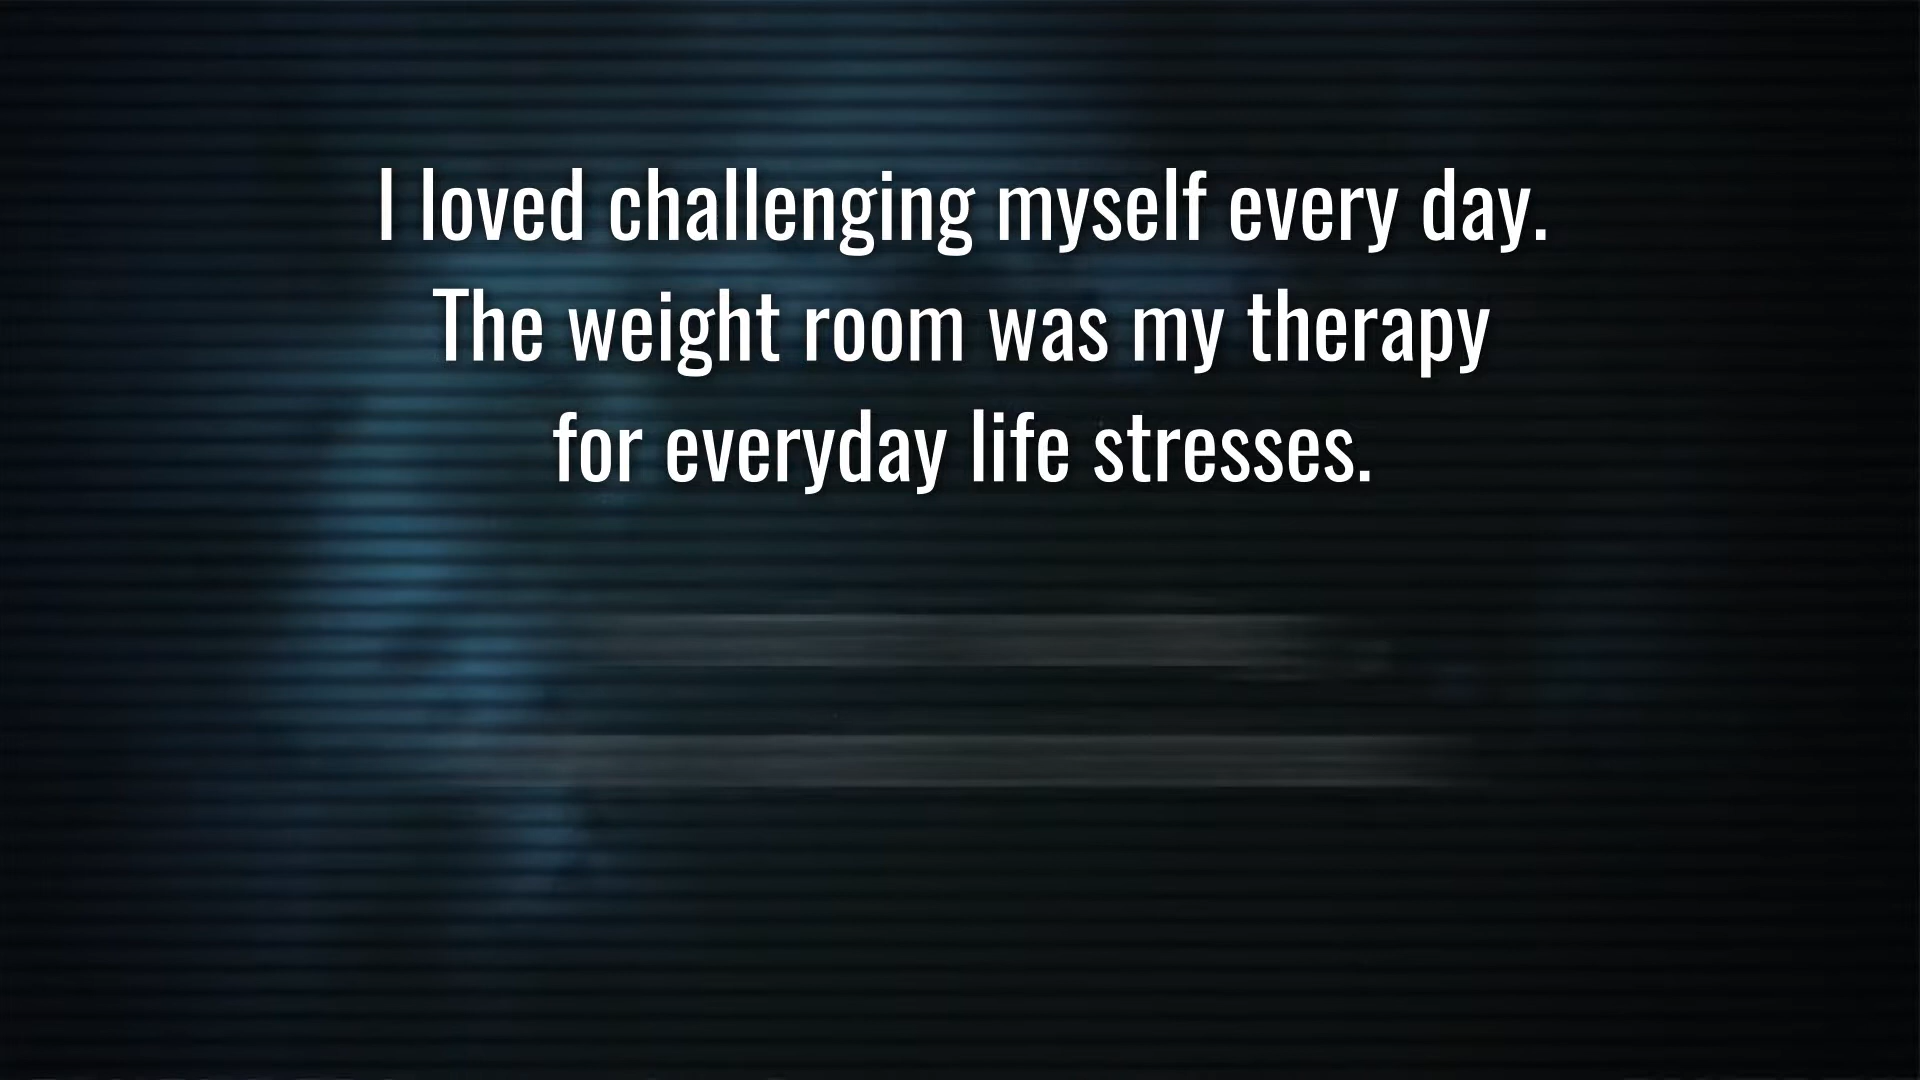 I loved challenging myself every day.
The weight room was my therapy
for everyday life stresses.